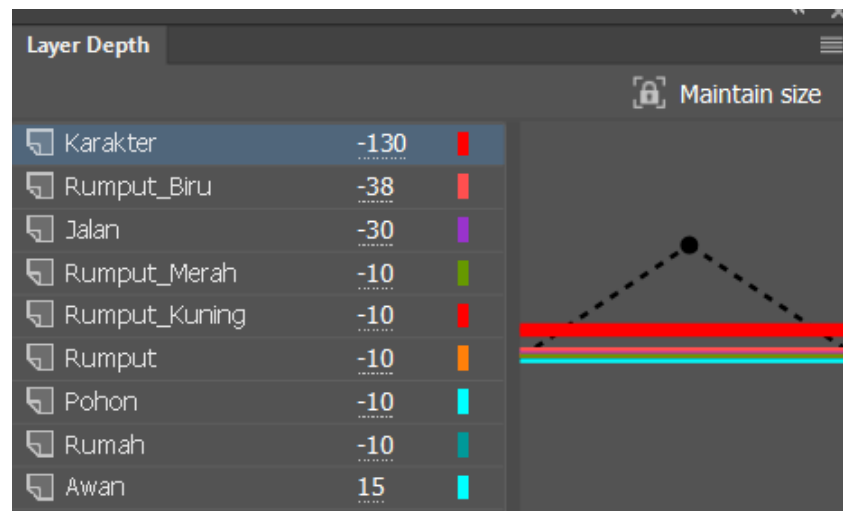 Layer Depth
Maintain size
Karakter -130
Rumput_Biru -38
Jalan -30
Rumput_Merah -10
Rumput_Kuning -10
Rumput -10
Pohon -10
Rumah -10
Awan 15